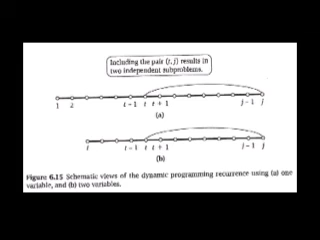 Including the pair (t, j) results in
two independent subproblems.
1 2 t − 1 t t + 1 j − 1 j
(a)
i t − 1 t t + 1 j − 1 j
(b)
Figure 6.15 Schematic views of the dynamic programming recurrence using (a) one
variable, and (b) two variables.